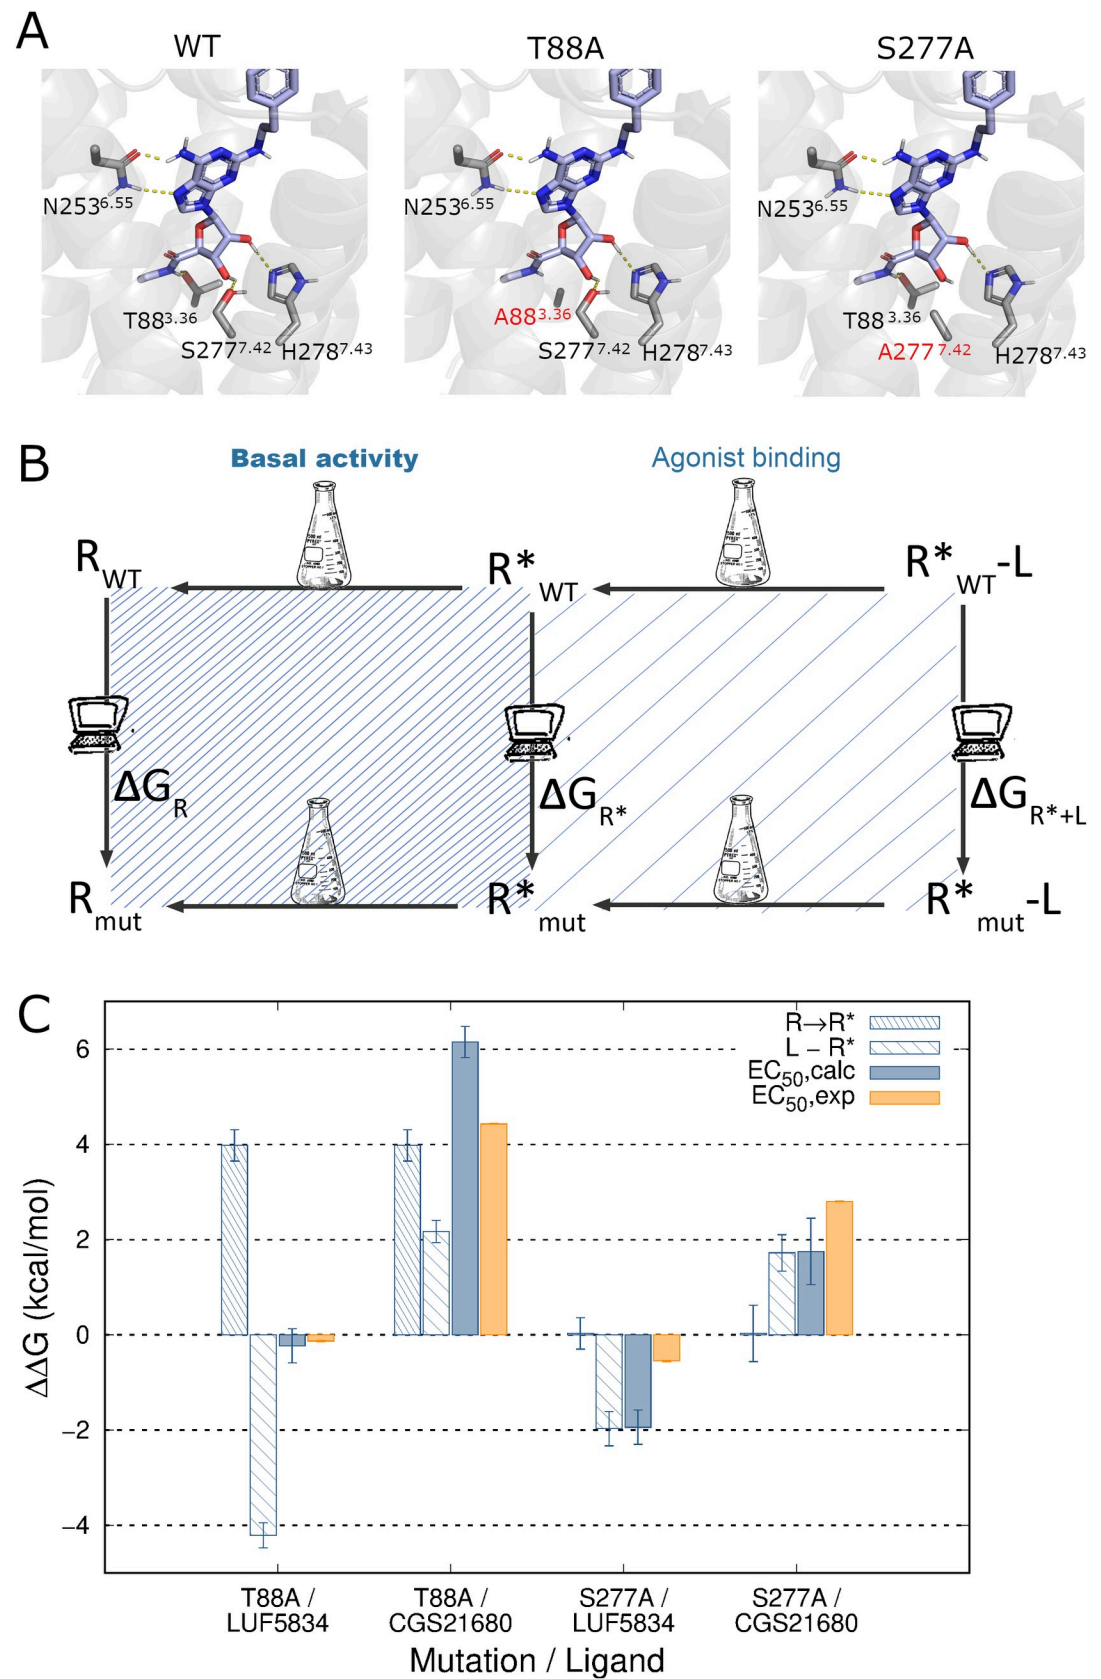 A
WT
T88A
S277A
N253^6.55
T88^3.36
S277^7.42
H278^7.43
N253^6.55
A88^3.36
S277^7.42
H278^7.43
N253^6.55
T88^3.36
A277^7.42
H278^7.43
B
Basal activity
Agonist binding
R_WT
R*_WT
R*_WT-L
ΔG_R
ΔG_R*
ΔG_R*+L
R_mut
R*_mut
R*_mut-L
C
R→R*
L – R*
EC_50,calc
EC_50,exp
6
4
2
0
−2
−4
ΔΔG (kcal/mol)
T88A /
LUF5834
T88A /
CGS21680
S277A /
LUF5834
S277A /
CGS21680
Mutation / Ligand